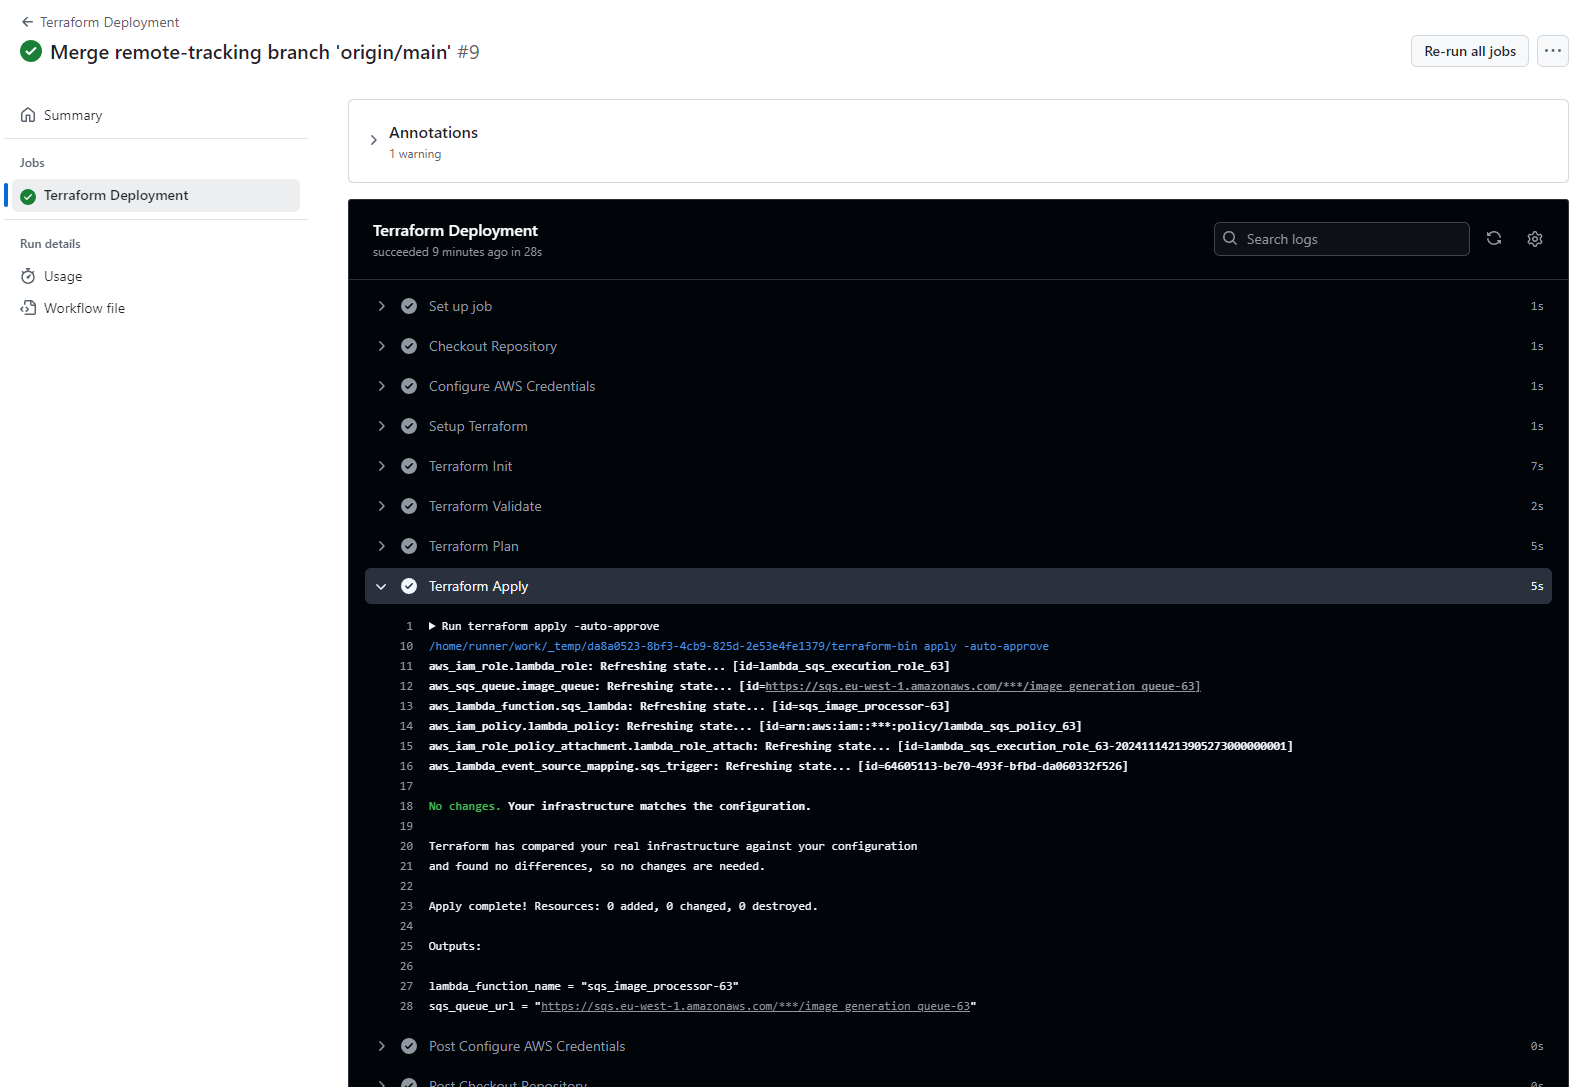 Terraform Deployment
Merge remote-tracking branch 'origin/main' #9
Re-run all jobs
Summary
Jobs
Terraform Deployment
Run details
Usage
Workflow file
Annotations
1 warning
Terraform Deployment
succeeded 9 minutes ago in 28s
Search logs
Set up job 1s
Checkout Repository 1s
Configure AWS Credentials 1s
Setup Terraform 1s
Terraform Init 7s
Terraform Validate 2s
Terraform Plan 5s
Terraform Apply 5s
1 ▶ Run terraform apply -auto-approve
10 /home/runner/work/_temp/da8a0523-8bf3-4cb9-825d-2e53e4fe1379/terraform-bin apply -auto-approve
11 aws_iam_role.lambda_role: Refreshing state... [id=lambda_sqs_execution_role_63]
12 aws_sqs_queue.image_queue: Refreshing state... [id=https://sqs.eu-west-1.amazonaws.com/***/image_generation_queue-63]
13 aws_lambda_function.sqs_lambda: Refreshing state... [id=sqs_image_processor-63]
14 aws_iam_policy.lambda_policy: Refreshing state... [id=arn:aws:iam::***:policy/lambda_sqs_policy_63]
15 aws_iam_role_policy_attachment.lambda_role_attach: Refreshing state... [id=lambda_sqs_execution_role_63-20241114213905273000000001]
16 aws_lambda_event_source_mapping.sqs_trigger: Refreshing state... [id=64605113-be70-493f-bfbd-da060332f526]
17
18 No changes. Your infrastructure matches the configuration.
19
20 Terraform has compared your real infrastructure against your configuration
21 and found no differences, so no changes are needed.
22
23 Apply complete! Resources: 0 added, 0 changed, 0 destroyed.
24
25 Outputs:
26
27 lambda_function_name = "sqs_image_processor-63"
28 sqs_queue_url = "https://sqs.eu-west-1.amazonaws.com/***/image_generation_queue-63"
Post Configure AWS Credentials 0s
Post Checkout Repository 0s